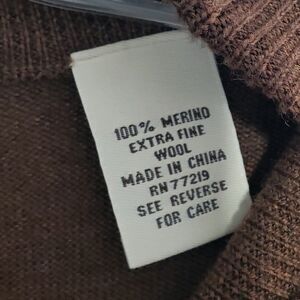 100% MERINO
EXTRA FINE
WOOL
MADE IN CHINA
RN77219
SEE REVERSE
FOR CARE